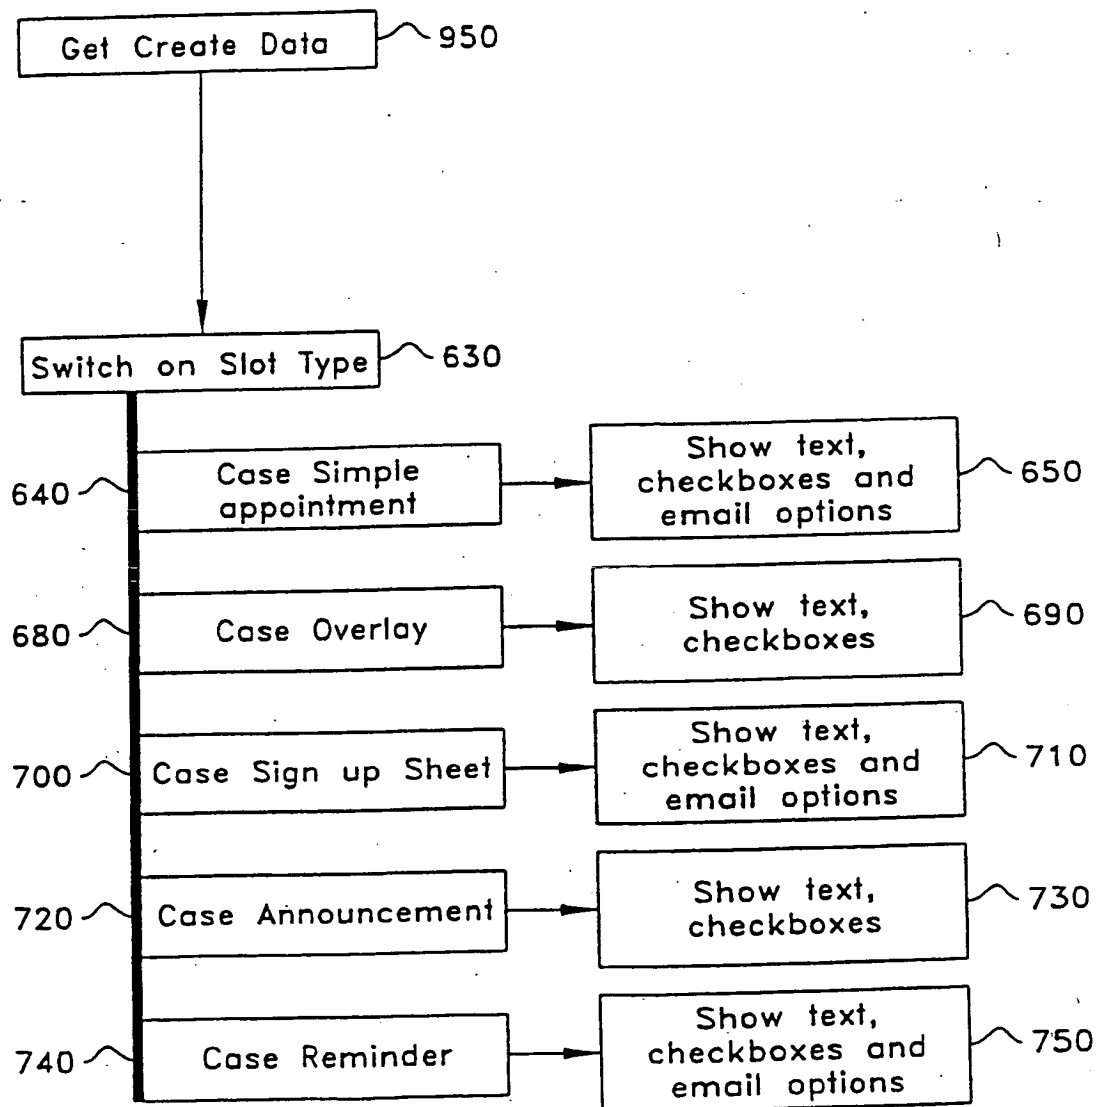 Get Create Data
950
Switch on Slot Type
630
640
Case Simple
appointment
Show text,
checkboxes and
email options
650
680
Case Overlay
Show text,
checkboxes
690
700
Case Sign up Sheet
Show text,
checkboxes and
email options
710
720
Case Announcement
Show text,
checkboxes
730
740
Case Reminder
Show text,
checkboxes and
email options
750